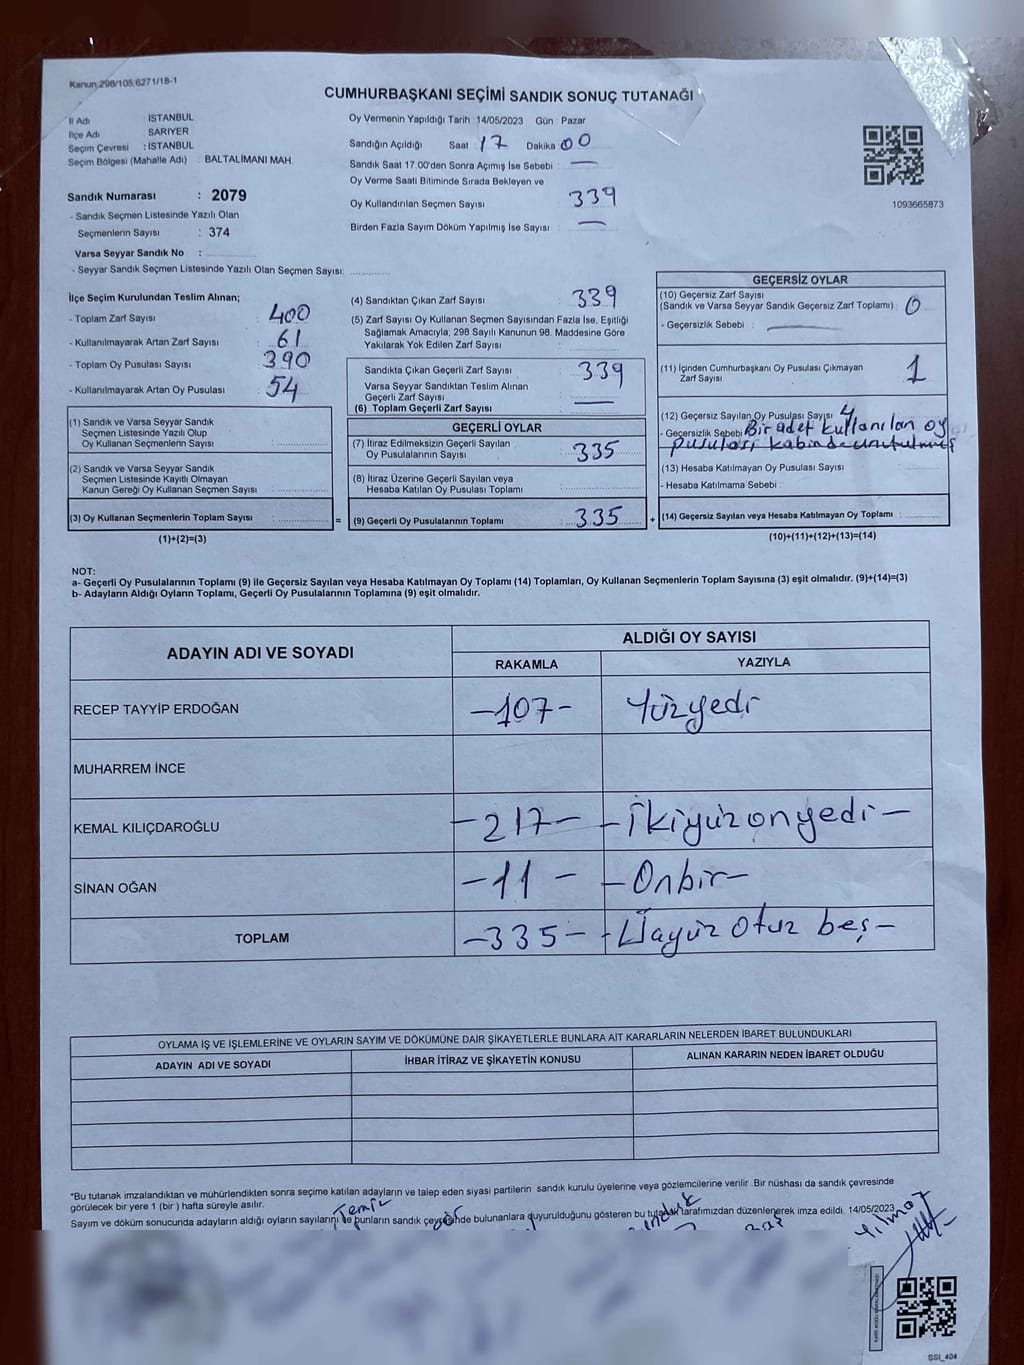 Kanun:298/105,6271/18-1
CUMHURBAŞKANI SEÇİMİ SANDIK SONUÇ TUTANAĞI
İl Adı İSTANBUL
İlçe Adı SARIYER
Seçim Çevresi : İSTANBUL
Seçim Bölgesi (Mahalle Adı) : BALTALİMANI MAH.
Sandık Numarası : 2079
- Sandık Seçmen Listesinde Yazılı Olan
Seçmenlerin Sayısı : 374
Varsa Seyyar Sandık No :
- Seyyar Sandık Seçmen Listesinde Yazılı Olan Seçmen Sayısı:
Oy Vermenin Yapıldığı Tarih : 14/05/2023 Gün : Pazar
Sandığın Açıldığı Saat : 17 Dakika 00
Sandık Saat 17:00'den Sonra Açımış İse Sebebi : —
Oy Verme Saati Bitiminde Sırada Bekleyen ve
Oy Kullandırılan Seçmen Sayısı 339
Birden Fazla Sayım Döküm Yapılmış İse Sayısı : —
1093665873
İlçe Seçim Kurulundan Teslim Alınan;
- Toplam Zarf Sayısı : 400
- Kullanılmayarak Artan Zarf Sayısı : 61
- Toplam Oy Pusulası Sayısı : 390
- Kullanılmayarak Artan Oy Pusulası : 54
(1) Sandık ve Varsa Seyyar Sandık
Seçmen Listesinde Yazılı Olup
Oy Kullanan Seçmenlerin Sayısı :
(2) Sandık ve Varsa Seyyar Sandık
Seçmen Listesinde Kayıtlı Olmayan
Kanun Gereği Oy Kullanan Seçmen Sayısı :
(3) Oy Kullanan Seçmenlerin Toplam Sayısı :
(1)+(2)=(3)
(4) Sandıktan Çıkan Zarf Sayısı : 339
(5) Zarf Sayısı Oy Kullanan Seçmen Sayısından Fazla İse, Eşitliği
Sağlamak Amacıyla; 298 Sayılı Kanunun 98. Maddesine Göre
Yakılarak Yok Edilen Zarf Sayısı :
Sandıkta Çıkan Geçerli Zarf Sayısı : 339
Varsa Seyyar Sandıktan Teslim Alınan
Geçerli Zarf Sayısı : —
(6) Toplam Geçerli Zarf Sayısı :
GEÇERLİ OYLAR
(7) İtiraz Edilmeksizin Geçerli Sayılan
Oy Pusulalarının Sayısı : 335
(8) İtiraz Üzerine Geçerli Sayılan veya
Hesaba Katılan Oy Pusulası Toplamı :
= (9) Geçerli Oy Pusulalarının Toplamı : 335 +
GEÇERSİZ OYLAR
(10) Geçersiz Zarf Sayısı
(Sandık ve Varsa Seyyar Sandık Geçersiz Zarf Toplamı) : 0
- Geçersizlik Sebebi : —
(11) İçinden Cumhurbaşkanı Oy Pusulası Çıkmayan
Zarf Sayısı : 1
(12) Geçersiz Sayılan Oy Pusulası Sayısı 4
- Geçersizlik Sebebi Bir adet kullanılan oy
pusulası kabinde unutulmuş
(13) Hesaba Katılmayan Oy Pusulası Sayısı :
- Hesaba Katılmama Sebebi :
(14) Geçersiz Sayılan veya Hesaba Katılmayan Oy Toplamı :
(10)+(11)+(12)+(13)=(14)
NOT:
a- Geçerli Oy Pusulalarının Toplamı (9) ile Geçersiz Sayılan veya Hesaba Katılmayan Oy Toplamı (14) Toplamları, Oy Kullanan Seçmenlerin Toplam Sayısına (3) eşit olmalıdır. (9)+(14)=(3)
b- Adayların Aldığı Oyların Toplamı, Geçerli Oy Pusulalarının Toplamına (9) eşit olmalıdır.
ADAYIN ADI VE SOYADI ALDIĞI OY SAYISI
RAKAMLA YAZIYLA
RECEP TAYYİP ERDOĞAN -107- Yüzyedi
MUHARREM İNCE
KEMAL KILIÇDAROĞLU -217- -İkiyüzonyedi-
SİNAN OĞAN -11- -Onbir-
TOPLAM -335- -Üçyüz otuz beş-
OYLAMA İŞ VE İŞLEMLERİNE VE OYLARIN SAYIM VE DÖKÜMÜNE DAİR ŞİKAYETLERLE BUNLARA AİT KARARLARIN NELERDEN İBARET BULUNDUKLARI
ADAYIN ADI VE SOYADI İHBAR İTİRAZ VE ŞİKAYETİN KONUSU ALINAN KARARIN NEDEN İBARET OLDUĞU
*Bu tutanak imzalandıktan ve mühürlendikten sonra seçime katılan adayların ve talep eden siyasi partilerin sandık kurulu üyelerine veya gözlemcilerine verilir. Bir nüshası da sandık çevresinde
görülecek bir yere 1 (bir) hafta süreyle asılır.
Sayım ve döküm sonucunda adayların aldığı oyların sayılarını ve bunların sandık çevresinde bulunanlara duyurulduğunu gösteren bu tutanak tarafımızdan düzenlenerek imza edildi. 14/05/2023
Temiz
Yılmaz
SSİ_404